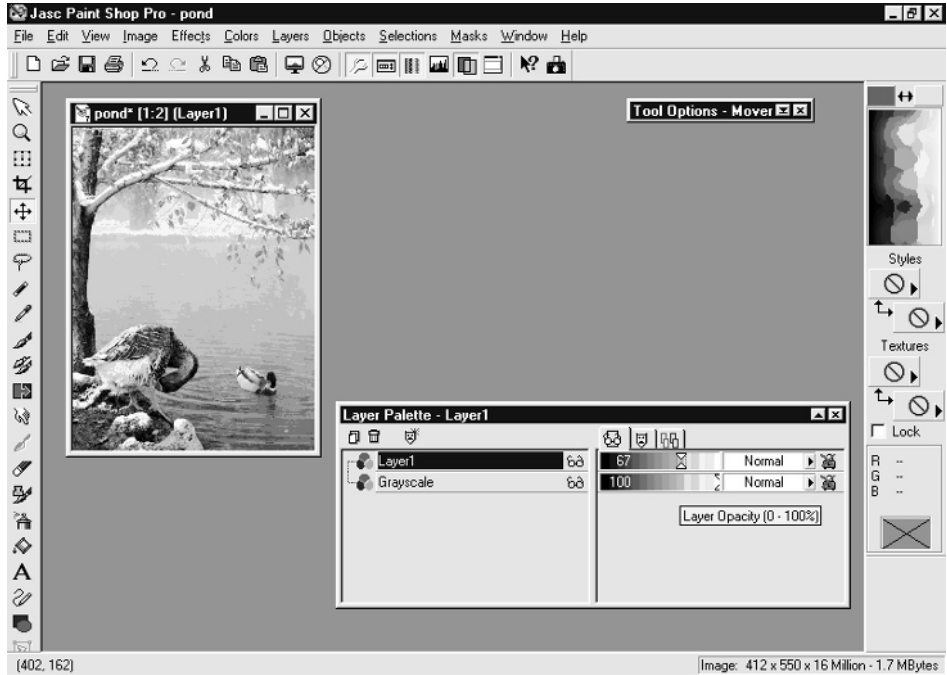 Jasc Paint Shop Pro - pond
File Edit View Image Effects Colors Layers Objects Selections Masks Window Help
pond* [1:2] (Layer1)
Tool Options - Mover
Styles
Textures
Lock
R --
G --
B --
Layer Palette - Layer1
Layer1
67 Normal
Grayscale
100 Normal
Layer Opacity (0 - 100%)
(402, 162)
Image: 412 x 550 x 16 Million - 1.7 MBytes